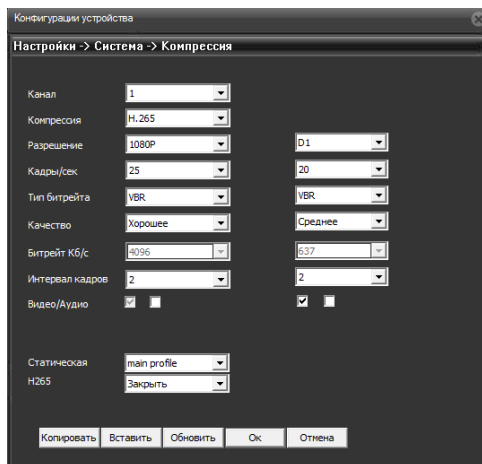 Конфигурации устройства
Настройки -> Система -> Компрессия
Канал 1
Компрессия H.265
Разрешение 1080P D1
Кадры/сек 25 20
Тип битрейта VBR VBR
Качество Хорошее Среднее
Битрейт Кб/с 4096 637
Интервал кадров 2 2
Видео/Аудио
Статическая main profile
H265 Закрыть
Копировать Вставить Обновить Ок Отмена